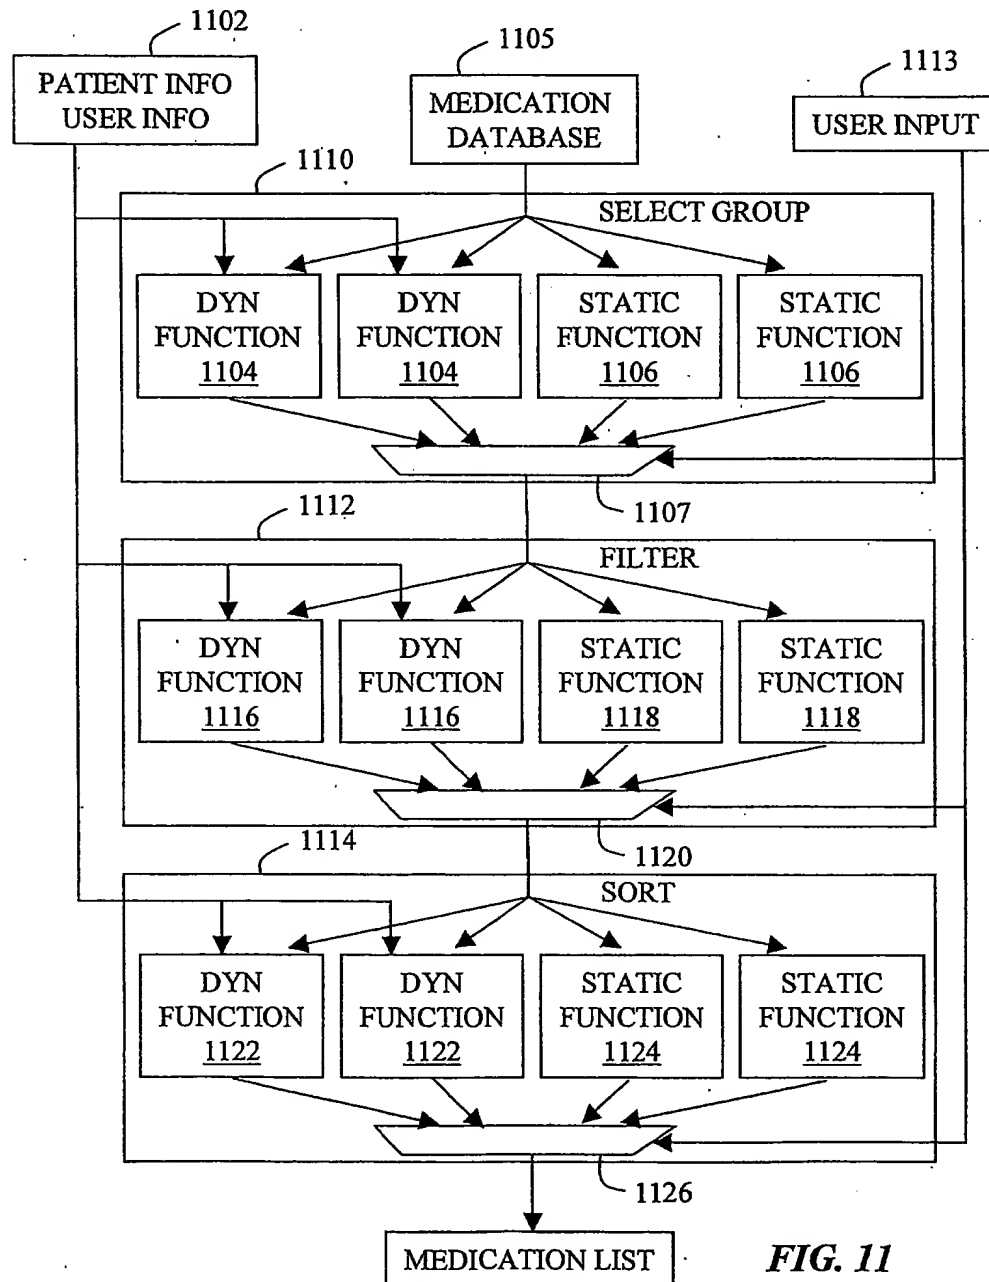 1102
1105
1113
PATIENT INFO
USER INFO
MEDICATION
DATABASE
USER INPUT
1110
SELECT GROUP
DYN
FUNCTION
1104
DYN
FUNCTION
1104
STATIC
FUNCTION
1106
STATIC
FUNCTION
1106
1107
1112
FILTER
DYN
FUNCTION
1116
DYN
FUNCTION
1116
STATIC
FUNCTION
1118
STATIC
FUNCTION
1118
1120
1114
SORT
DYN
FUNCTION
1122
DYN
FUNCTION
1122
STATIC
FUNCTION
1124
STATIC
FUNCTION
1124
1126
MEDICATION LIST
FIG. 11